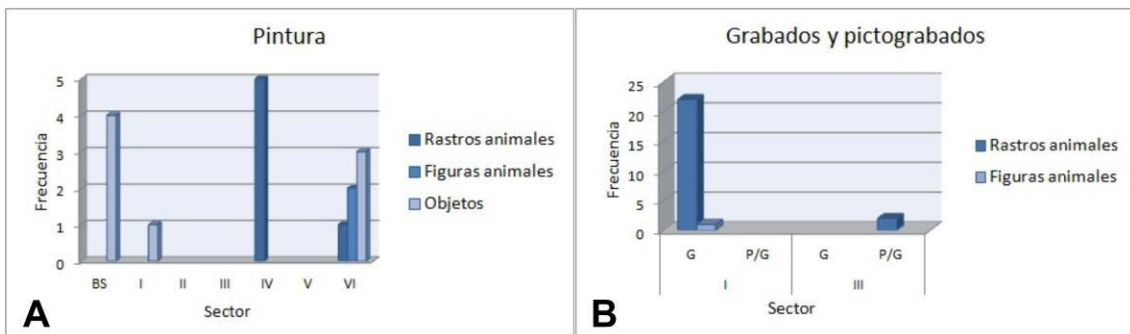 Pintura
Frecuencia
5
4
3
2
1
0
BS I II III IV V VI
Sector
Rastros animales
Figuras animales
Objetos
A
Grabados y pictograbados
Frecuencia
25
20
15
10
5
0
G P/G G P/G
I III
Sector
Rastros animales
Figuras animales
B